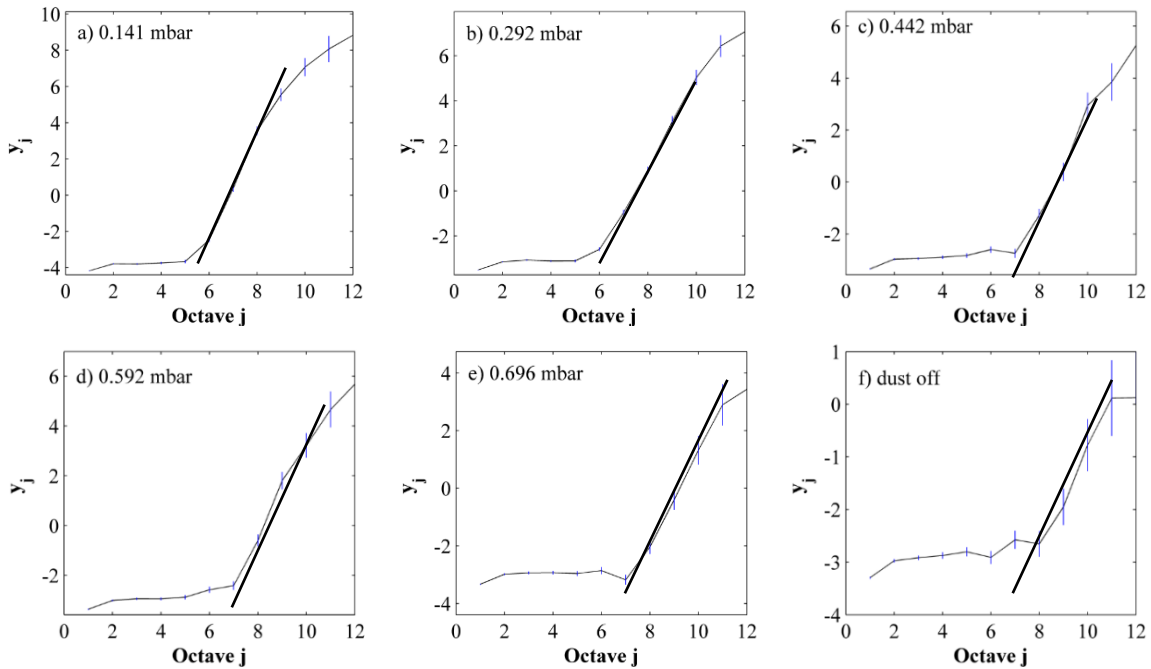 a) 0.141 mbar
y_j
10
8
6
4
2
0
-2
-4
0 2 4 6 8 10 12
Octave j
b) 0.292 mbar
y_j
6
4
2
0
-2
0 2 4 6 8 10 12
Octave j
c) 0.442 mbar
y_j
6
4
2
0
-2
0 2 4 6 8 10 12
Octave j
d) 0.592 mbar
y_j
6
4
2
0
-2
0 2 4 6 8 10 12
Octave j
e) 0.696 mbar
y_j
4
2
0
-2
-4
0 2 4 6 8 10 12
Octave j
f) dust off
y_j
1
0
-1
-2
-3
-4
0 2 4 6 8 10 12
Octave j